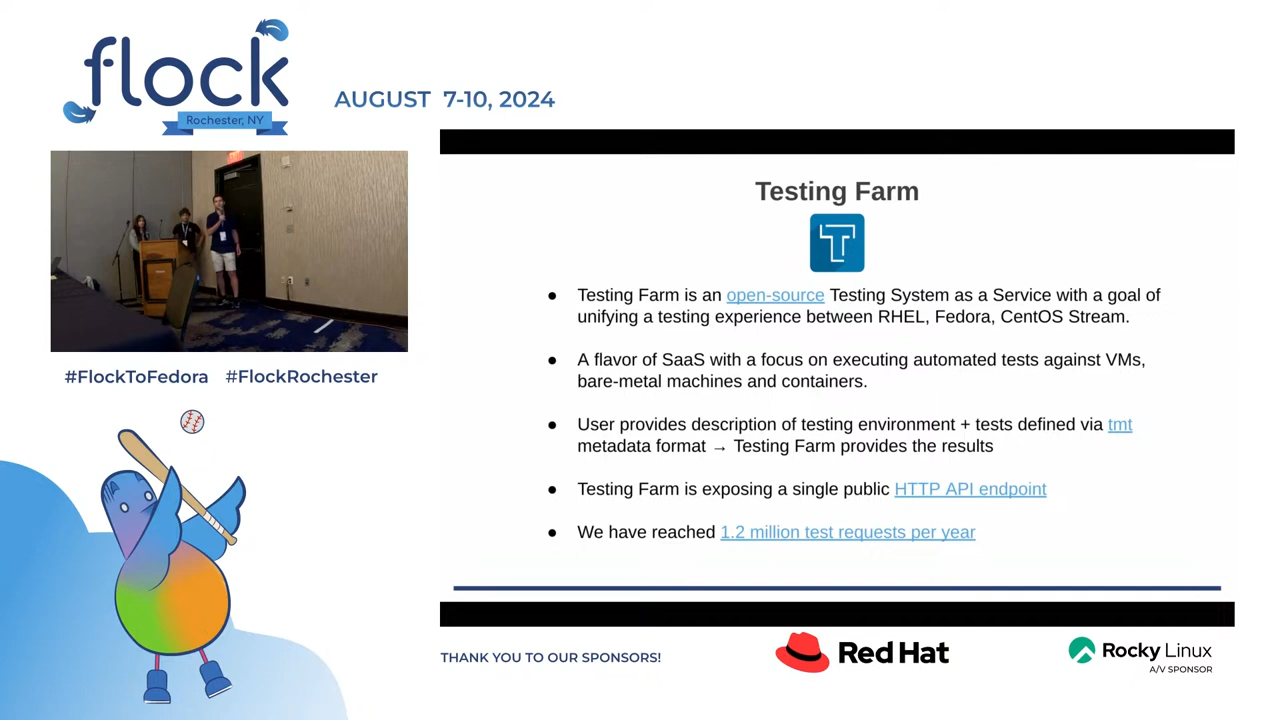 flock
Rochester, NY
AUGUST 7-10, 2024
Testing Farm
T
● Testing Farm is an open-source Testing System as a Service with a goal of
unifying a testing experience between RHEL, Fedora, CentOS Stream.
● A flavor of SaaS with a focus on executing automated tests against VMs,
bare-metal machines and containers.
● User provides description of testing environment + tests defined via tmt
metadata format → Testing Farm provides the results
● Testing Farm is exposing a single public HTTP API endpoint
● We have reached 1.2 million test requests per year
#FlockToFedora #FlockRochester
THANK YOU TO OUR SPONSORS!
Red Hat
Rocky Linux
A/V SPONSOR